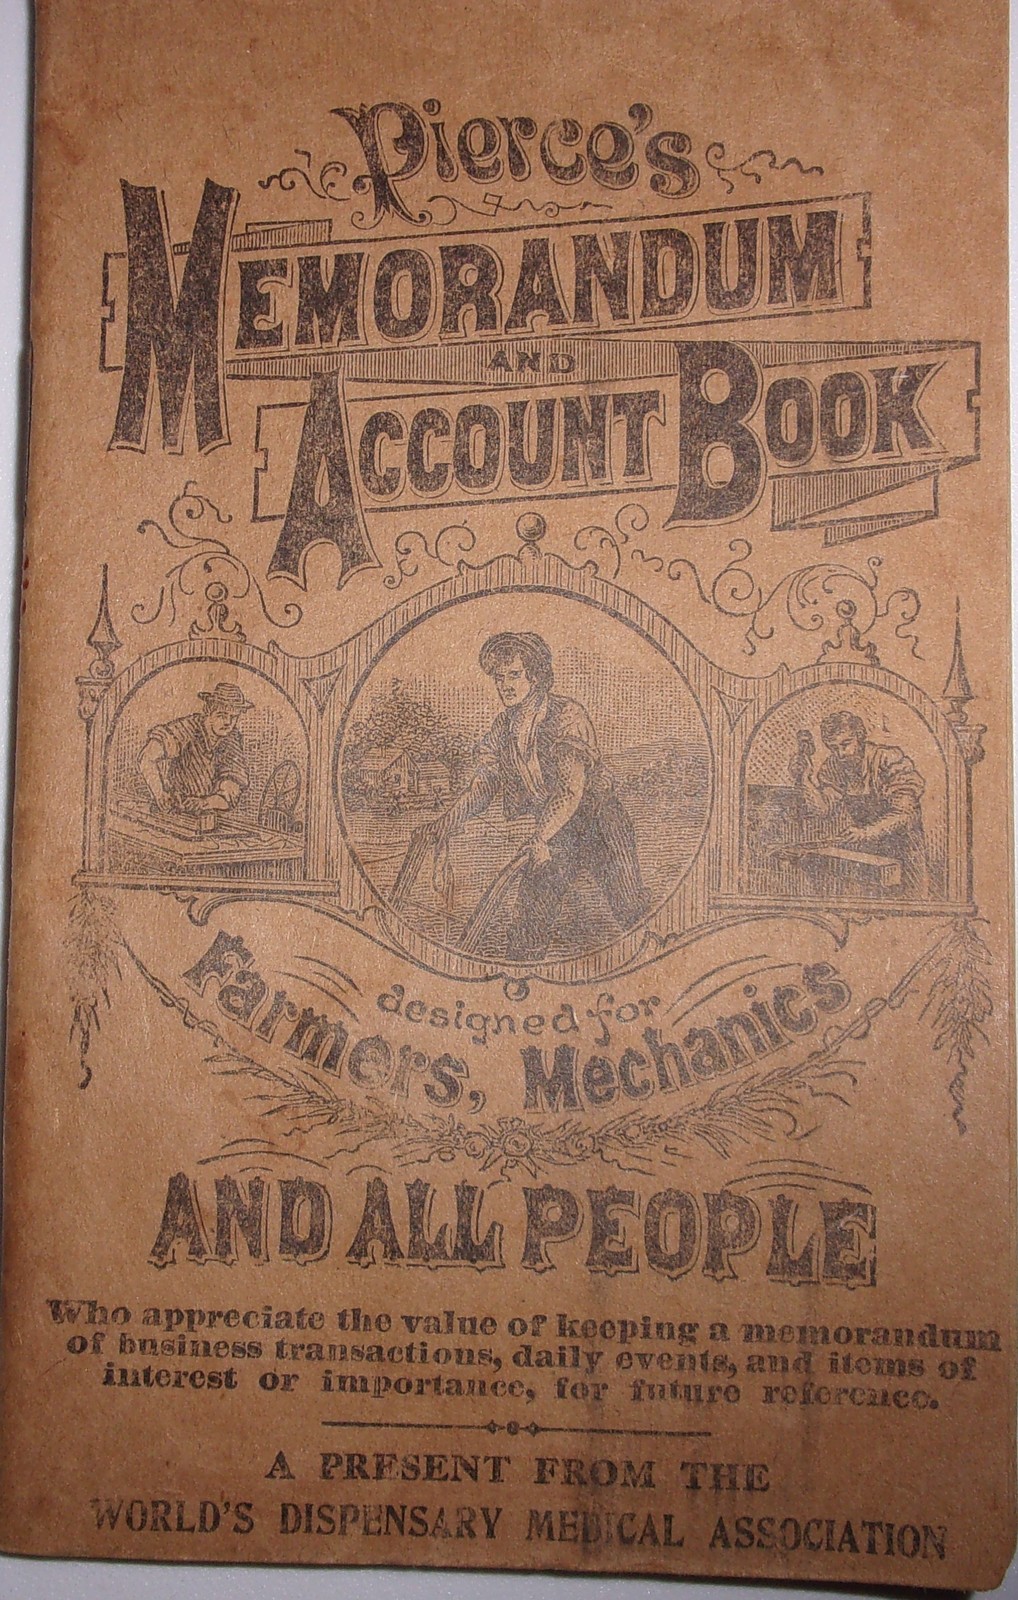 Pierce's
MEMORANDUM
AND
ACCOUNT BOOK
designed for
Farmers, Mechanics
AND ALL PEOPLE
Who appreciate the value of keeping a memorandum
of business transactions, daily events, and items of
interest or importance, for future reference.
A PRESENT FROM THE
WORLD'S DISPENSARY MEDICAL ASSOCIATION